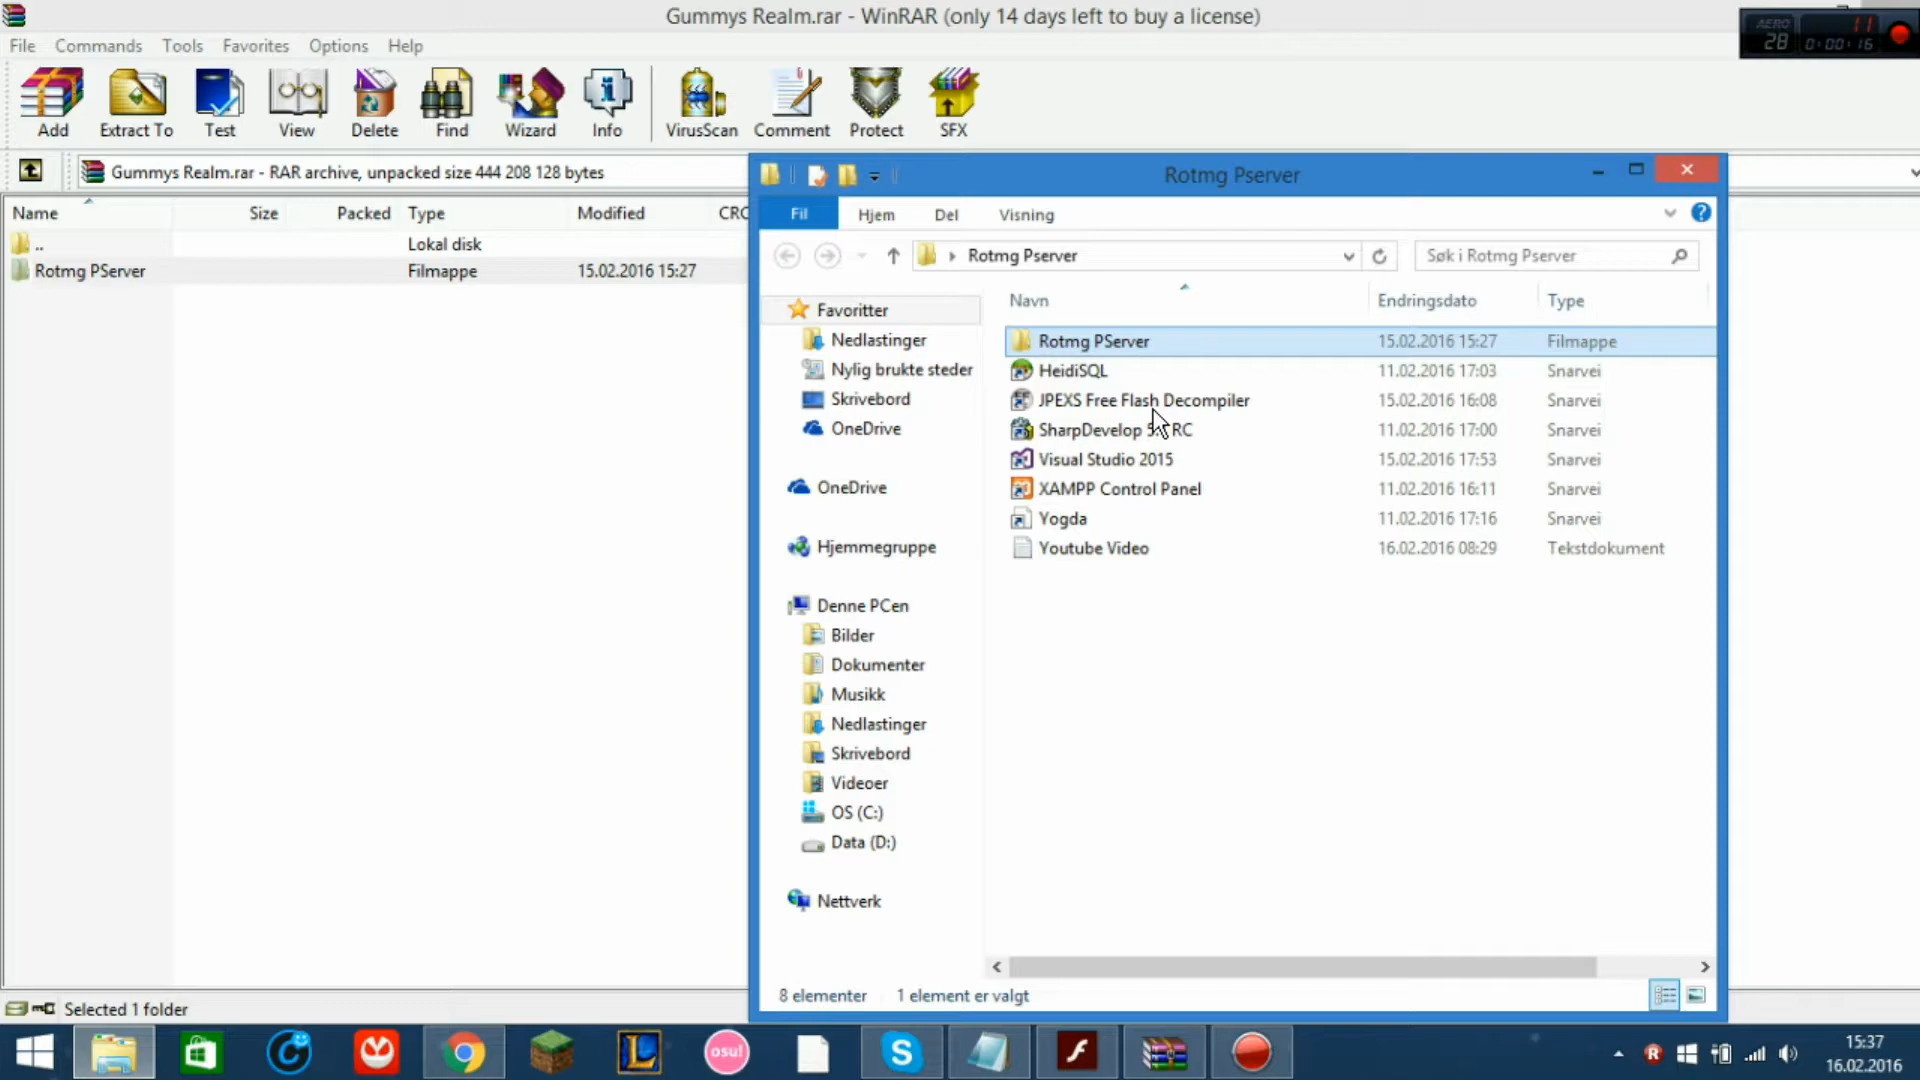 Gummys Realm.rar - WinRAR (only 14 days left to buy a license)
AERO 28 11 0:00:16
File Commands Tools Favorites Options Help
Add Extract To Test View Delete Find Wizard Info VirusScan Comment Protect SFX
Gummys Realm.rar - RAR archive, unpacked size 444 208 128 bytes
Name Size Packed Type Modified CRC
.. Lokal disk
Rotmg PServer Filmappe 15.02.2016 15:27
Selected 1 folder
Rotmg Pserver
Fil Hjem Del Visning
Rotmg Pserver Søk i Rotmg Pserver
Favoritter
Nedlastinger
Nylig brukte steder
Skrivebord
OneDrive
OneDrive
Hjemmegruppe
Denne PCen
Bilder
Dokumenter
Musikk
Nedlastinger
Skrivebord
Videoer
OS (C:)
Data (D:)
Nettverk
Navn Endringsdato Type
Rotmg PServer 15.02.2016 15:27 Filmappe
HeidiSQL 11.02.2016 17:03 Snarvei
JPEXS Free Flash Decompiler 15.02.2016 16:08 Snarvei
SharpDevelop RC 11.02.2016 17:00 Snarvei
Visual Studio 2015 15.02.2016 17:53 Snarvei
XAMPP Control Panel 11.02.2016 16:11 Snarvei
Yogda 11.02.2016 17:16 Snarvei
Youtube Video 16.02.2016 08:29 Tekstdokument
8 elementer 1 element er valgt
osu!
15:37
16.02.2016